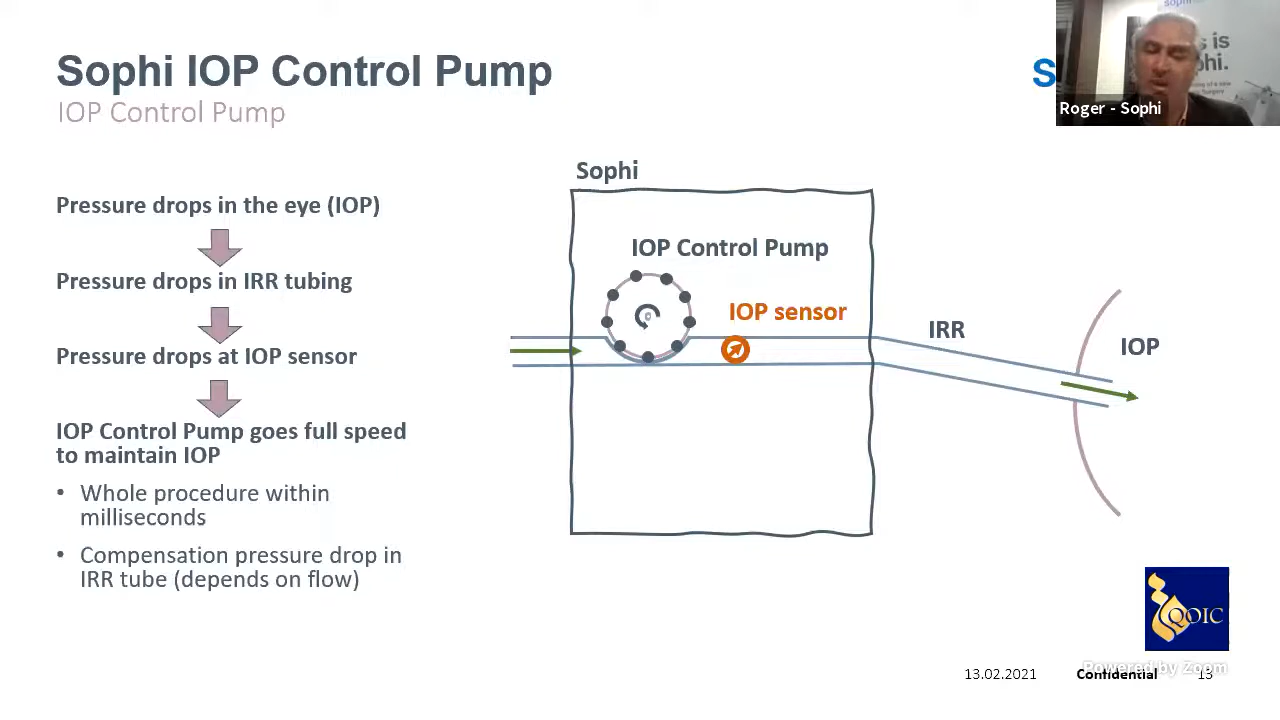 Sophi IOP Control Pump
IOP Control Pump
Roger - Sophi
Pressure drops in the eye (IOP)
Pressure drops in IRR tubing
Pressure drops at IOP sensor
IOP Control Pump goes full speed
to maintain IOP
• Whole procedure within
milliseconds
• Compensation pressure drop in
IRR tube (depends on flow)
Sophi
IOP Control Pump
IOP sensor
IRR
IOP
QOIC
Powered by Zoom
13.02.2021
Confidential
13